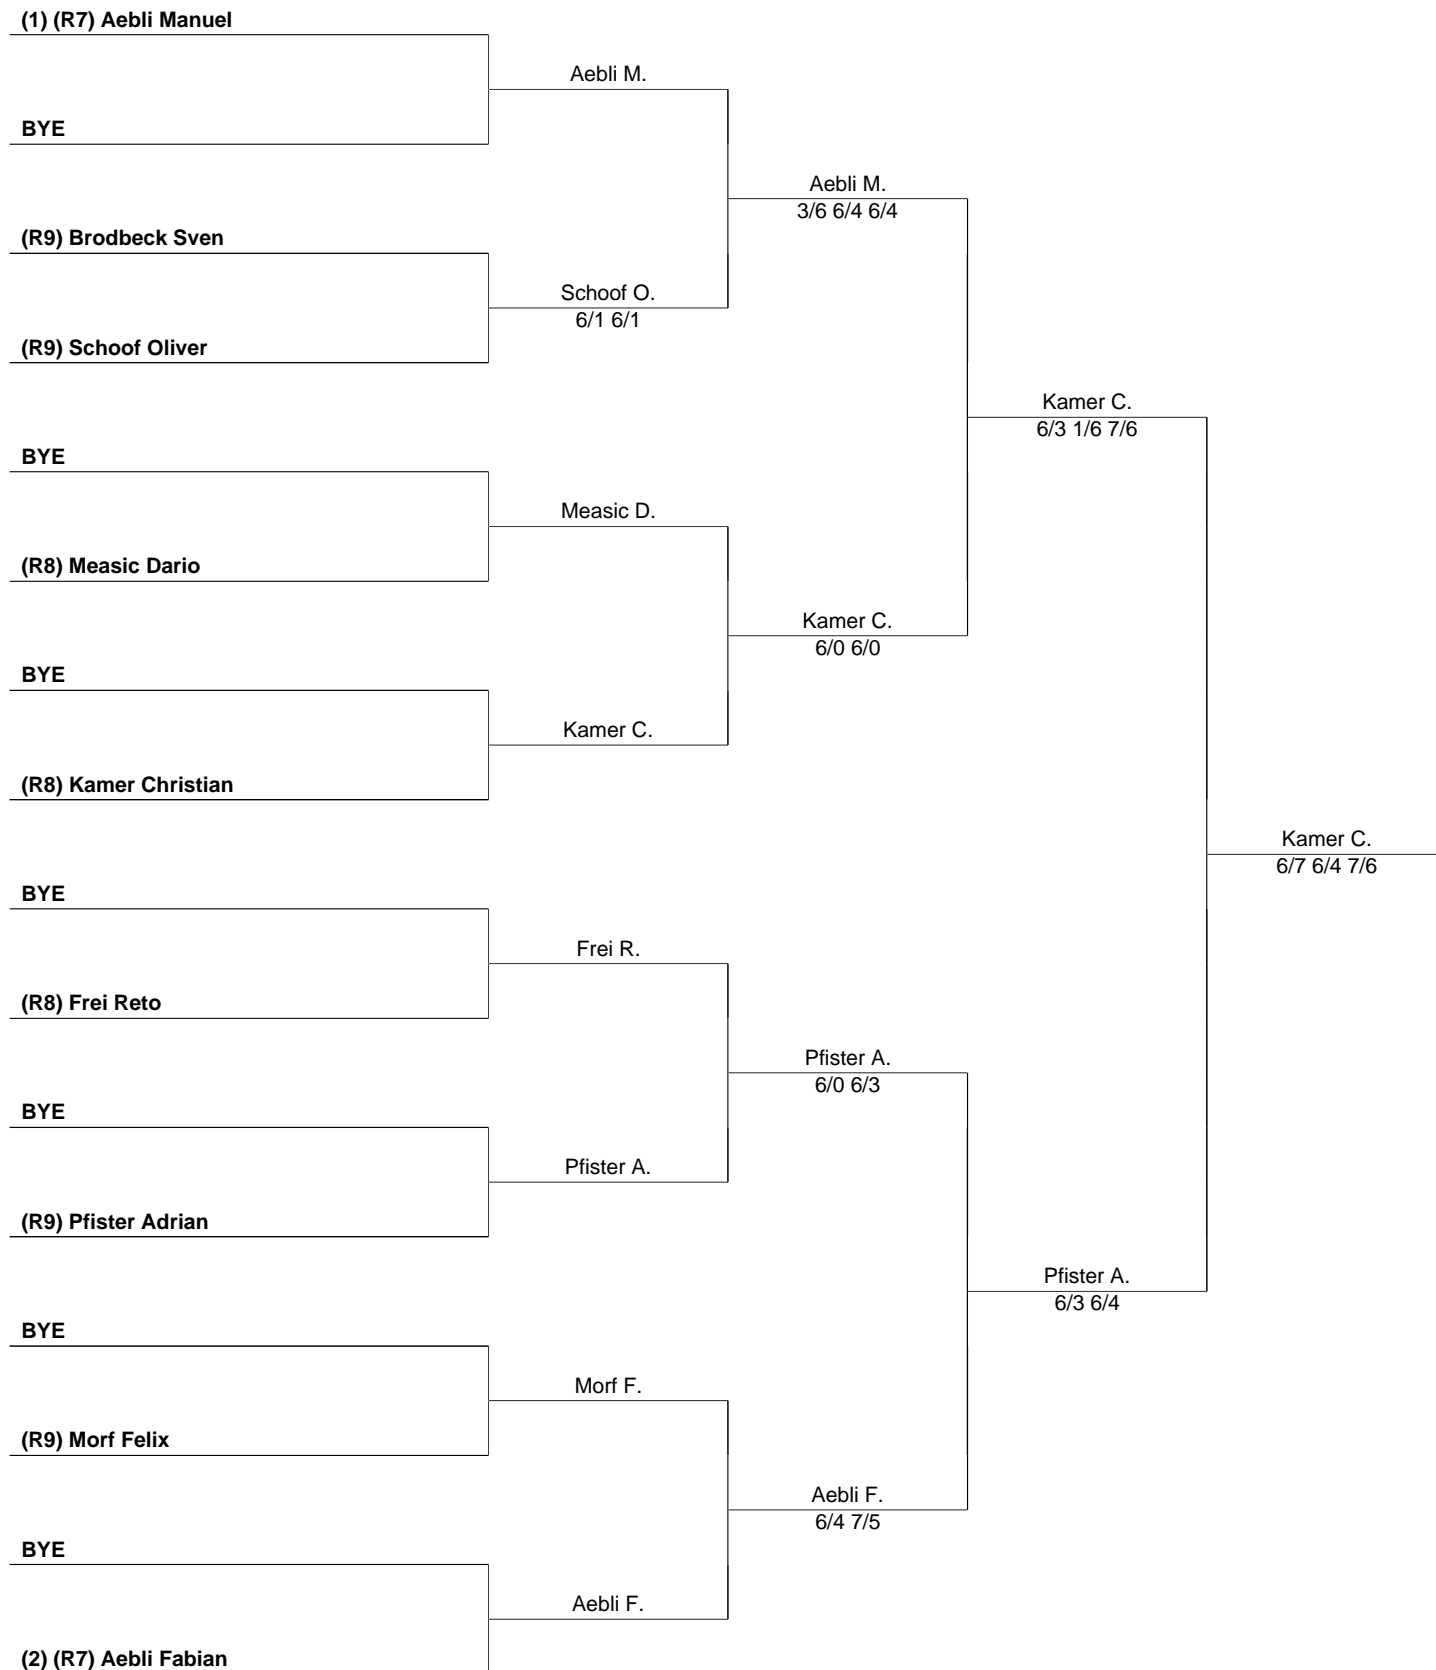 (1) (R7) Aebli Manuel
Aebli M.
BYE
Aebli M.
3/6 6/4 6/4
(R9) Brodbeck Sven
Schoof O.
6/1 6/1
(R9) Schoof Oliver
Kamer C.
6/3 1/6 7/6
BYE
Measic D.
(R8) Measic Dario
Kamer C.
6/0 6/0
BYE
Kamer C.
(R8) Kamer Christian
Kamer C.
6/7 6/4 7/6
BYE
Frei R.
(R8) Frei Reto
Pfister A.
6/0 6/3
BYE
Pfister A.
(R9) Pfister Adrian
Pfister A.
6/3 6/4
BYE
Morf F.
(R9) Morf Felix
Aebli F.
6/4 7/5
BYE
Aebli F.
(2) (R7) Aebli Fabian